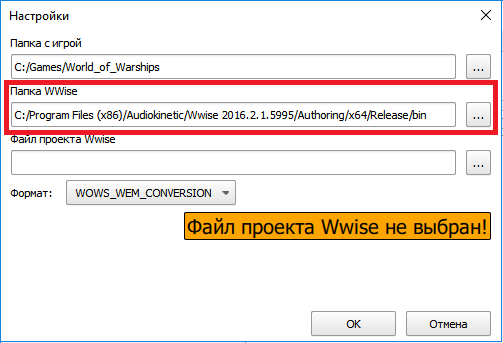 Настройки
Папка с игрой
C:/Games/World_of_Warships
...
Папка WWise
C:/Program Files (x86)/Audiokinetic/Wwise 2016.2.1.5995/Authoring/x64/Release/bin
...
Файл проекта Wwise
...
Формат: WOWS_WEM_CONVERSION
Файл проекта Wwise не выбран!
OK Отмена